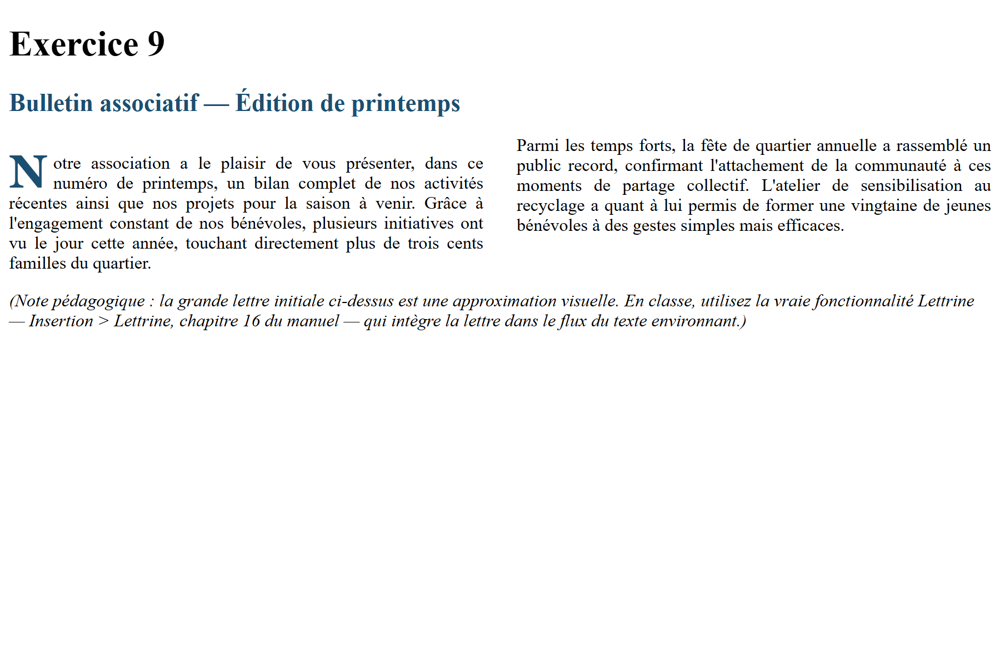 Exercice 9
Bulletin associatif — Édition de printemps
Notre association a le plaisir de vous présenter, dans ce
numéro de printemps, un bilan complet de nos activités
récentes ainsi que nos projets pour la saison à venir. Grâce à
l'engagement constant de nos bénévoles, plusieurs initiatives ont
vu le jour cette année, touchant directement plus de trois cents
familles du quartier.
Parmi les temps forts, la fête de quartier annuelle a rassemblé un
public record, confirmant l'attachement de la communauté à ces
moments de partage collectif. L'atelier de sensibilisation au
recyclage a quant à lui permis de former une vingtaine de jeunes
bénévoles à des gestes simples mais efficaces.
(Note pédagogique : la grande lettre initiale ci-dessus est une approximation visuelle. En classe, utilisez la vraie fonctionnalité Lettrine
— Insertion > Lettrine, chapitre 16 du manuel — qui intègre la lettre dans le flux du texte environnant.)